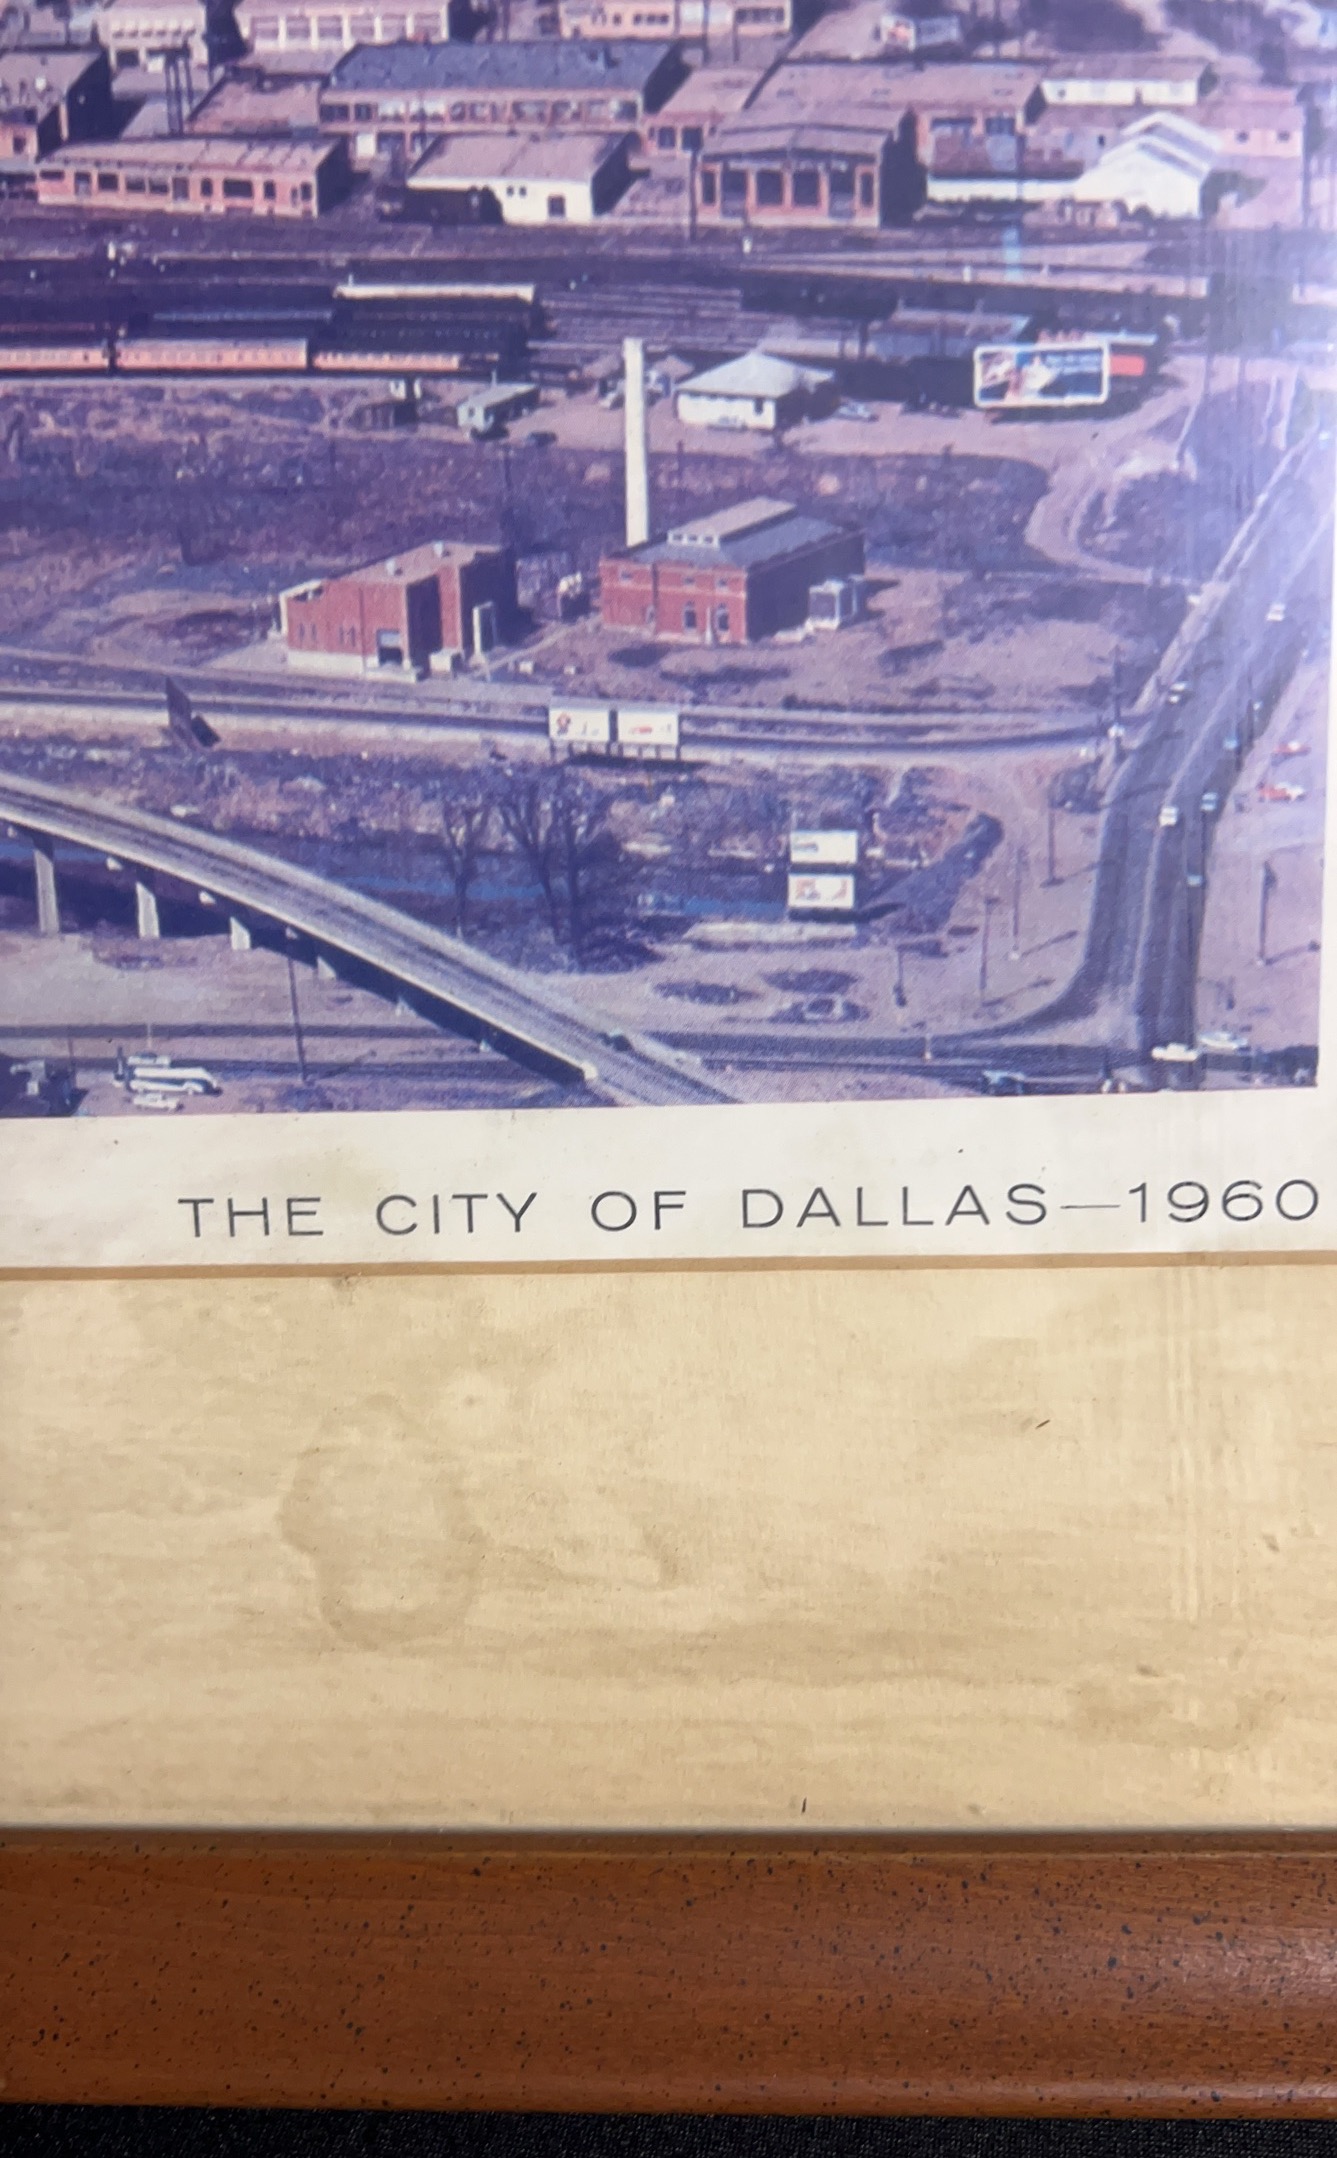 THE CITY OF DALLAS—1960